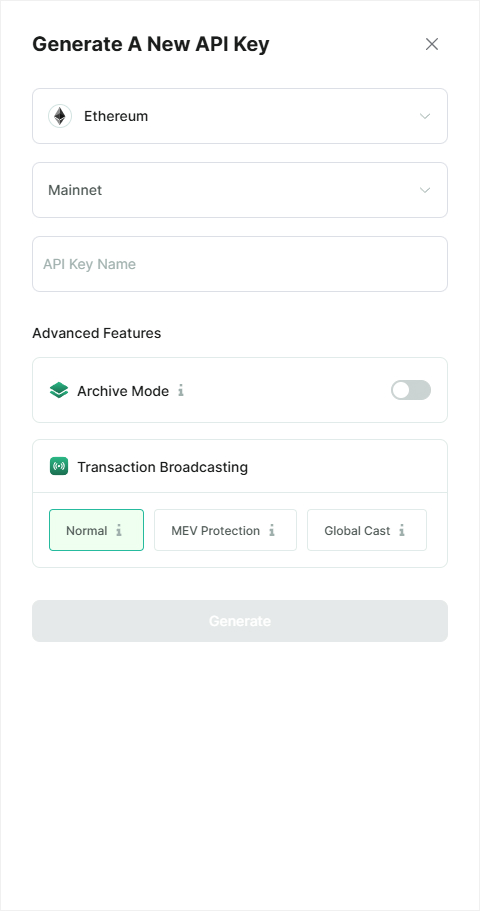 Generate A New API Key
Ethereum
Mainnet
API Key Name
Advanced Features
Archive Mode
Transaction Broadcasting
Normal
MEV Protection
Global Cast
Generate